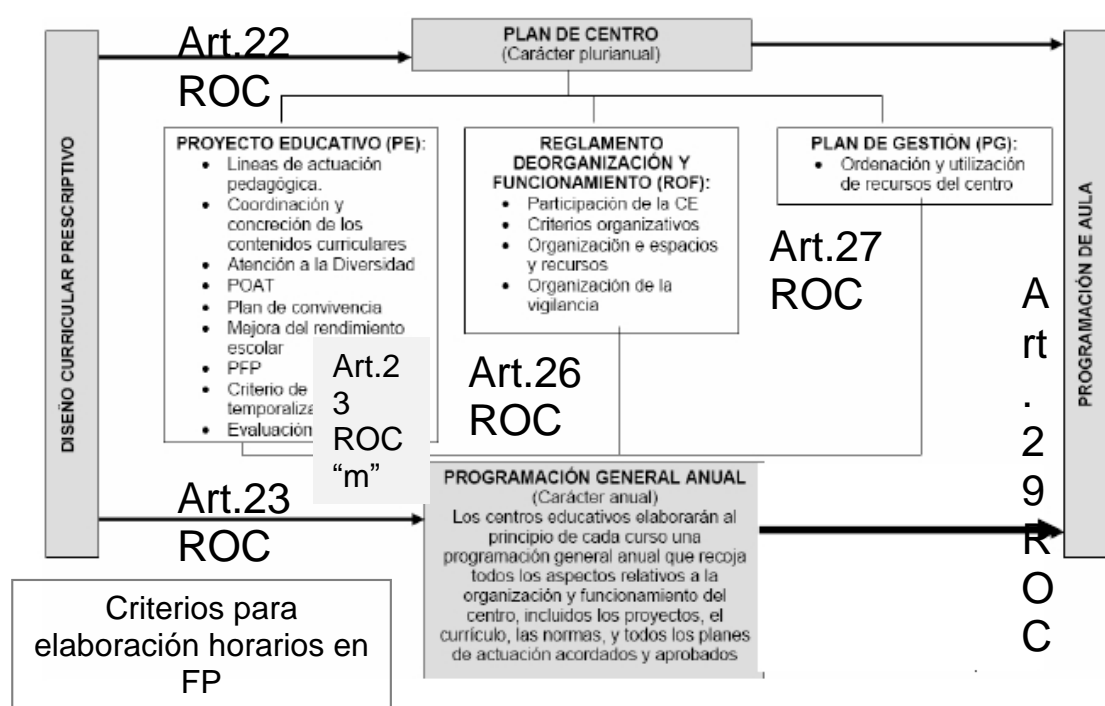 DISEÑO CURRICULAR PRESCRIPTIVO
Art.22
ROC
PLAN DE CENTRO
(Carácter plurianual)
PROYECTO EDUCATIVO (PE):
• Líneas de actuación
pedagógica.
• Coordinación y
concreción de los
contenidos curriculares
• Atención a la Diversidad
• POAT
• Plan de convivencia
• Mejora del rendimiento
escolar
• PFP
• Criterio de
temporaliza
• Evaluación
Art.2
3
ROC
“m”
REGLAMENTO
DEORGANIZACIÓN Y
FUNCIONAMIENTO (ROF):
• Participación de la CE
• Criterios organizativos
• Organización e espacios
y recursos
• Organización de la
vigilancia
Art.26
ROC
PLAN DE GESTIÓN (PG):
• Ordenación y utilización
de recursos del centro
Art.27
ROC
A
rt
.
2
9
R
O
C
PROGRAMACIÓN DE AULA
Art.23
ROC
PROGRAMACIÓN GENERAL ANUAL
(Carácter anual)
Los centros educativos elaborarán al
principio de cada curso una
programación general anual que recoja
todos los aspectos relativos a la
organización y funcionamiento del
centro, incluidos los proyectos, el
currículo, las normas, y todos los planes
de actuación acordados y aprobados
Criterios para
elaboración horarios en
FP